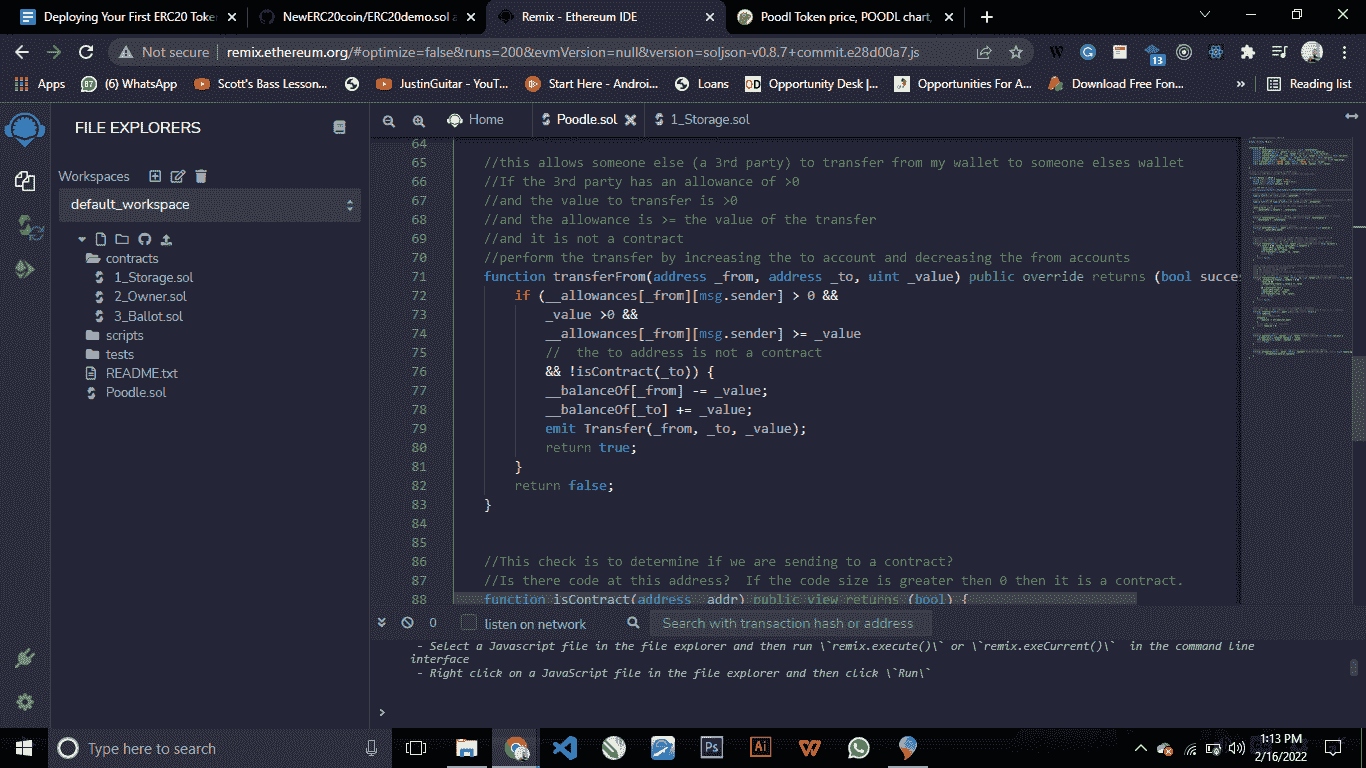 Deploying Your First ERC20 Toke
NewERC20coin/ERC20demo.sol a
Remix - Ethereum IDE
Poodl Token price, POODL chart,
Not secure
remix.ethereum.org/#optimize=false&runs=200&evmVersion=null&version=soljson-v0.8.7+commit.e28d00a7.js
13
Apps
(6) WhatsApp
Scott's Bass Lesson...
JustinGuitar - YouT...
Start Here - Androi...
Loans
Opportunity Desk |...
Opportunities For A...
Download Free Fon...
»
Reading list
FILE EXPLORERS
Workspaces
default_workspace
contracts
1_Storage.sol
2_Owner.sol
3_Ballot.sol
scripts
tests
README.txt
Poodle.sol
Home
Poodle.sol
1_Storage.sol
64
65 //this allows someone else (a 3rd party) to transfer from my wallet to someone elses wallet
66 //If the 3rd party has an allowance of >0
67 //and the value to transfer is >0
68 //and the allowance is >= the value of the transfer
69 //and it is not a contract
70 //perform the transfer by increasing the to account and decreasing the from accounts
71 function transferFrom(address _from, address _to, uint _value) public override returns (bool succes
72 if (__allowances[_from][msg.sender] > 0 &&
73 _value >0 &&
74 __allowances[_from][msg.sender] >= _value
75 // the to address is not a contract
76 && !isContract(_to)) {
77 __balanceOf[_from] -= _value;
78 __balanceOf[_to] += _value;
79 emit Transfer(_from, _to, _value);
80 return true;
81 }
82 return false;
83 }
84
85
86 //This check is to determine if we are sending to a contract?
87 //Is there code at this address? If the code size is greater then 0 then it is a contract.
88 function isContract(address _addr) public view returns (bool) {
0
listen on network
Search with transaction hash or address
- Select a Javascript file in the file explorer and then run \`remix.execute()\` or \`remix.exeCurrent()\` in the command line
interface
- Right click on a JavaScript file in the file explorer and then click \`Run\`
>
Type here to search
Ps
Ai
1:13 PM
2/16/2022